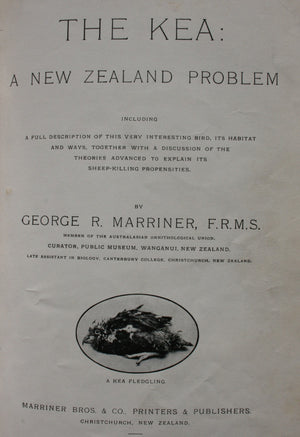 THE KEA:
A NEW ZEALAND PROBLEM
INCLUDING
A FULL DESCRIPTION OF THIS VERY INTERESTING BIRD, ITS HABITAT
AND WAYS, TOGETHER WITH A DISCUSSION OF THE
THEORIES ADVANCED TO EXPLAIN ITS
SHEEP-KILLING PROPENSITIES.
BY
GEORGE R. MARRINER, F.R.M.S.
MEMBER OF THE AUSTRALASIAN ORNITHOLOGICAL UNION.
CURATOR, PUBLIC MUSEUM, WANGANUI, NEW ZEALAND.
LATE ASSISTANT IN BIOLOGY, CANTERBURY COLLEGE, CHRISTCHURCH, NEW ZEALAND.
A KEA FLEDGLING.
MARRINER BROS. & CO., PRINTERS & PUBLISHERS.
CHRISTCHURCH, NEW ZEALAND.